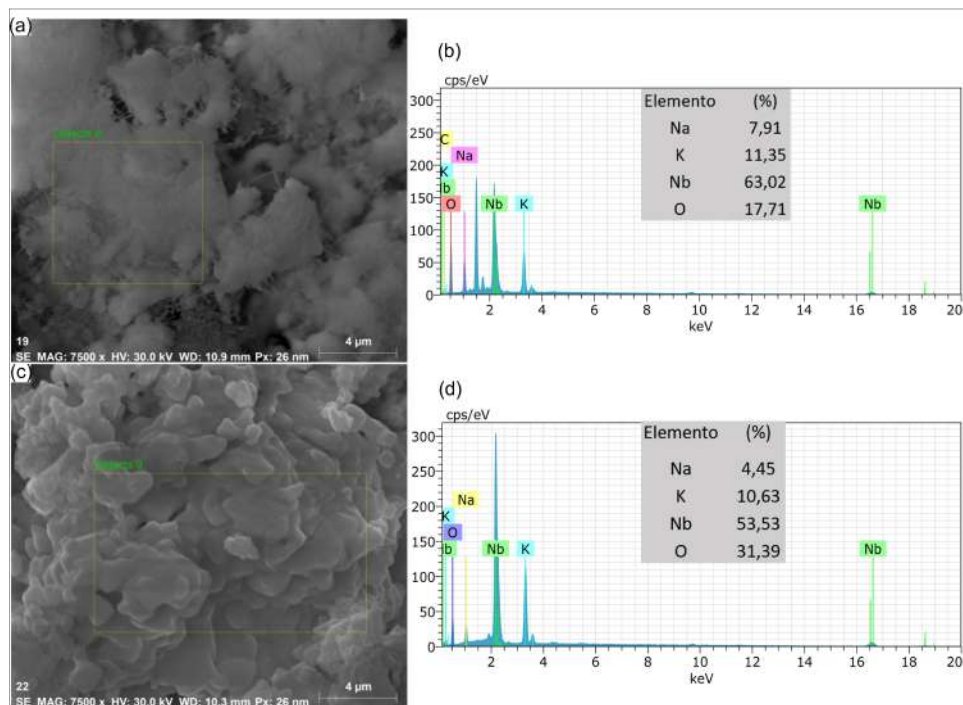 (a)
19
SE MAG: 7500 x HV: 30.0 kV WD: 10.9 mm Px: 26 nm
4 µm
(b)
cps/eV
300
250
200
150
100
50
0
C
K
b
O
Na
Nb
K
Nb
Elemento (%)
Na 7,91
K 11,35
Nb 63,02
O 17,71
2 4 6 8 10 12 14 16 18 20
keV
(c)
22
SE MAG: 7500 x HV: 30.0 kV WD: 10.3 mm Px: 26 nm
4 µm
(d)
cps/eV
300
250
200
150
100
50
0
K
O
b
Na
Nb
K
Nb
Elemento (%)
Na 4,45
K 10,63
Nb 53,53
O 31,39
2 4 6 8 10 12 14 16 18 20
keV